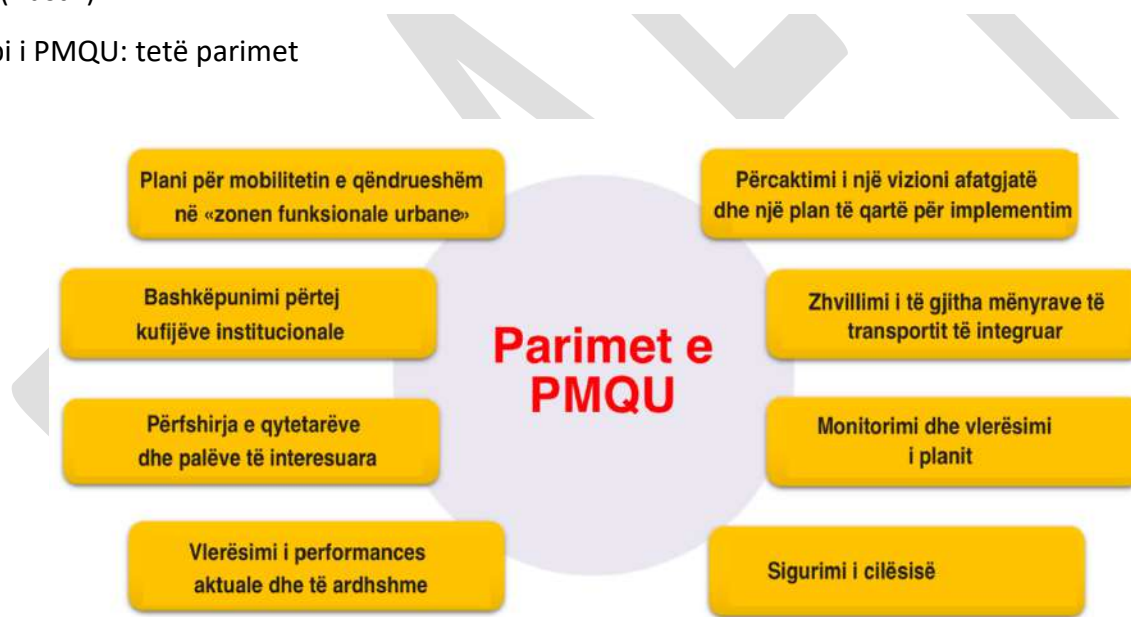 i PMQU: tetë parimet
Plani për mobilitetin e qëndrueshëm
në «zonen funksionale urbane»
Bashkëpunimi përtej
kufijëve institucionale
Përfshirja e qytetarëve
dhe palëve të interesuara
Vlerësimi i performances
aktuale dhe të ardhshme
Parimet e
PMQU
Përcaktimi i një vizioni afatgjatë
dhe një plan të qartë për implementim
Zhvillimi i të gjitha mënyrave të
transportit të integruar
Monitorimi dhe vlerësimi
i planit
Sigurimi i cilësisë